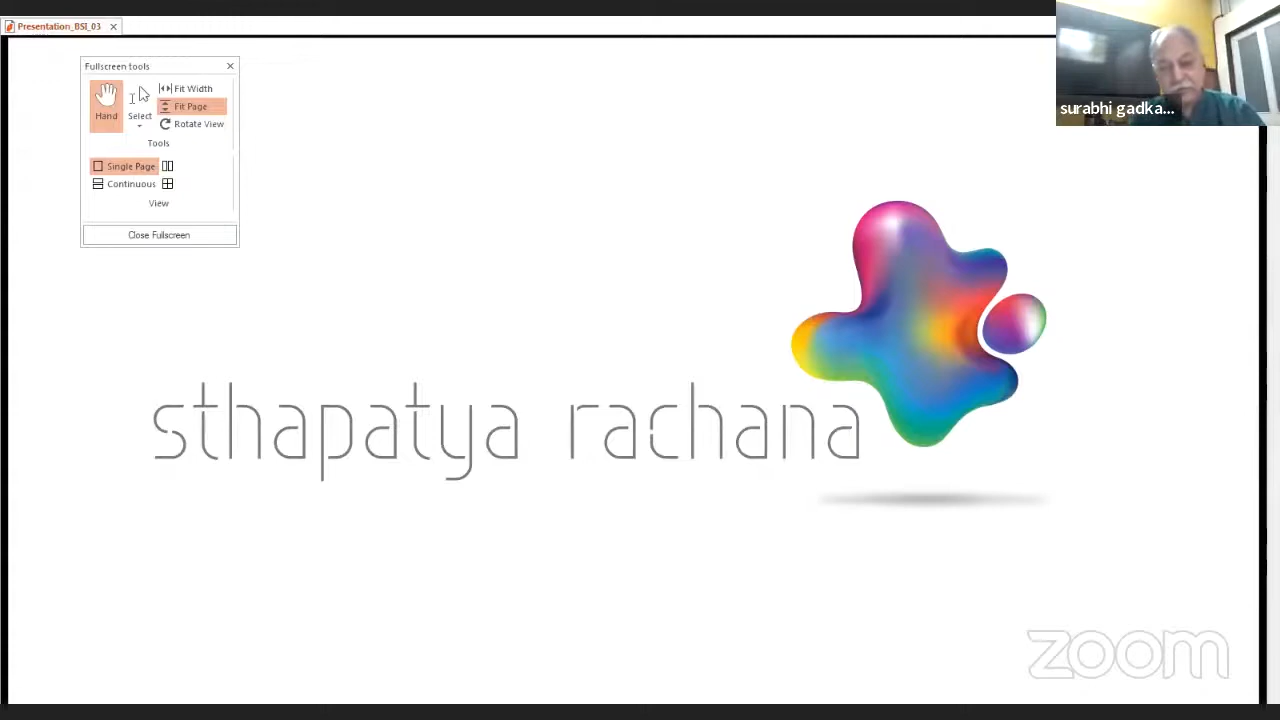 Presentation_BSI_03
Fullscreen tools
Hand
Select
Fit Width
Fit Page
Rotate View
Tools
Single Page
Continuous
View
Close Fullscreen
surabhi gadka...
sthapatya rachana
zoom